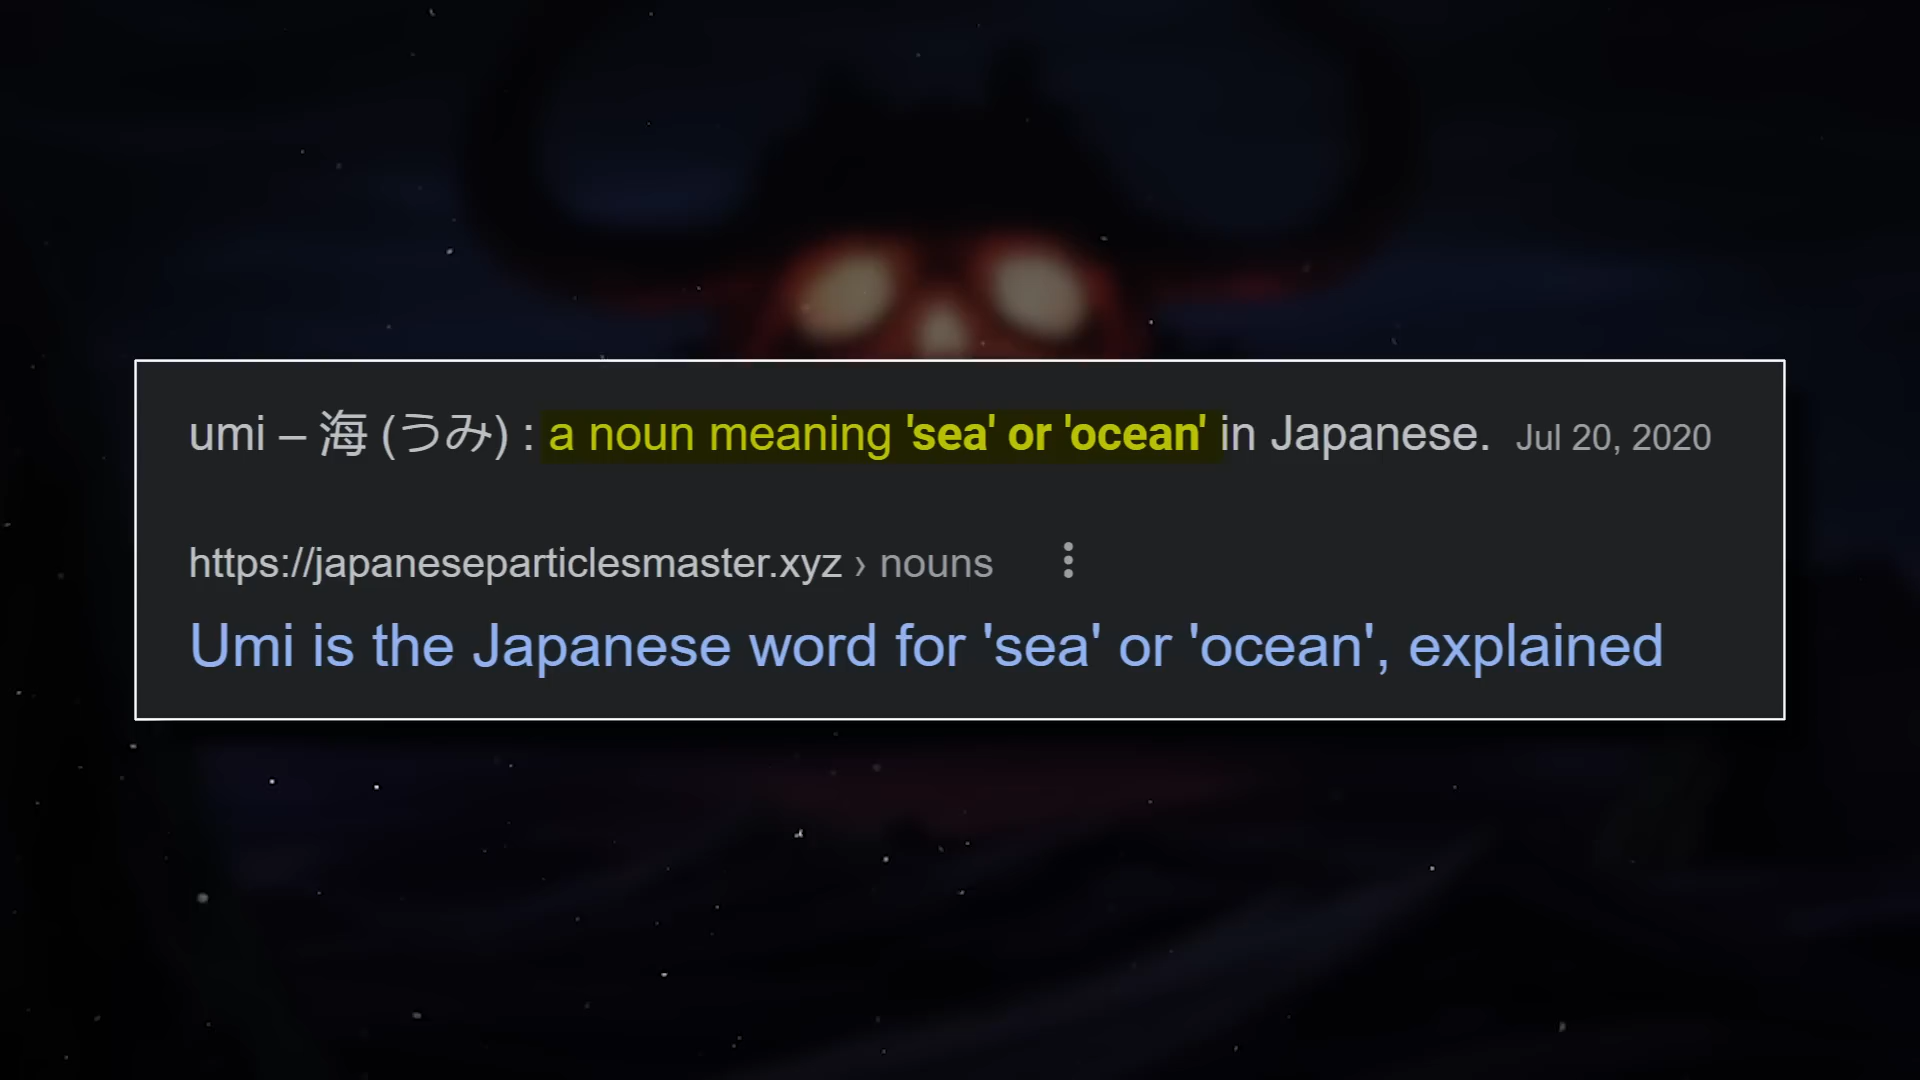 umi – 海 (うみ) : a noun meaning 'sea' or 'ocean' in Japanese. Jul 20, 2020
https://japaneseparticlesmaster.xyz › nouns
Umi is the Japanese word for 'sea' or 'ocean', explained